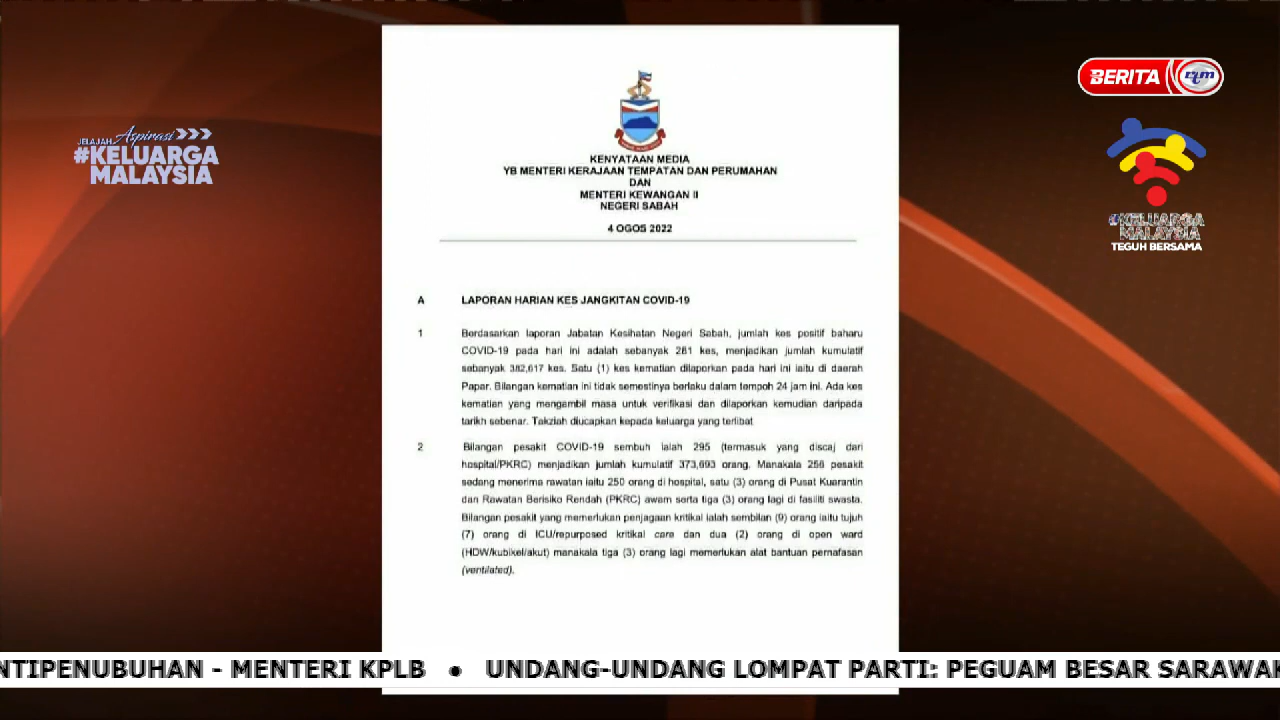 BERITA rtm
JELAJAH Aspirasi
#KELUARGA
MALAYSIA
#KELUARGA
MALAYSIA
TEGUH BERSAMA
KENYATAAN MEDIA
YB MENTERI KERAJAAN TEMPATAN DAN PERUMAHAN
DAN
MENTERI KEWANGAN II
NEGERI SABAH
4 OGOS 2022
A LAPORAN HARIAN KES JANGKITAN COVID-19
1 Berdasarkan laporan Jabatan Kesihatan Negeri Sabah, jumlah kes positif baharu
COVID-19 pada hari ini adalah sebanyak 281 kes, menjadikan jumlah kumulatif
sebanyak 382,617 kes. Satu (1) kes kematian dilaporkan pada hari ini iaitu di daerah
Papar. Bilangan kematian ini tidak semestinya berlaku dalam tempoh 24 jam ini. Ada kes
kematian yang mengambil masa untuk verifikasi dan dilaporkan kemudian daripada
tarikh sebenar. Takziah diucapkan kepada keluarga yang terlibat
2 Bilangan pesakit COVID-19 sembuh ialah 295 (termasuk yang discaj dari
hospital/PKRC) menjadikan jumlah kumulatif 373,693 orang. Manakala 256 pesakit
sedang menerima rawatan iaitu 250 orang di hospital, satu (3) orang di Pusat Kuarantin
dan Rawatan Berisiko Rendah (PKRC) awam serta tiga (3) orang lagi di fasiliti swasta.
Bilangan pesakit yang memerlukan penjagaan kritikal ialah sembilan (9) orang iaitu tujuh
(7) orang di ICU/repurposed kritikal care dan dua (2) orang di open ward
(HDW/kubikel/akut) manakala tiga (3) orang lagi memerlukan alat bantuan pernafasan
(ventilated).
NTIPENUBUHAN - MENTERI KPLB ● UNDANG-UNDANG LOMPAT PARTI: PEGUAM BESAR SARAWAK